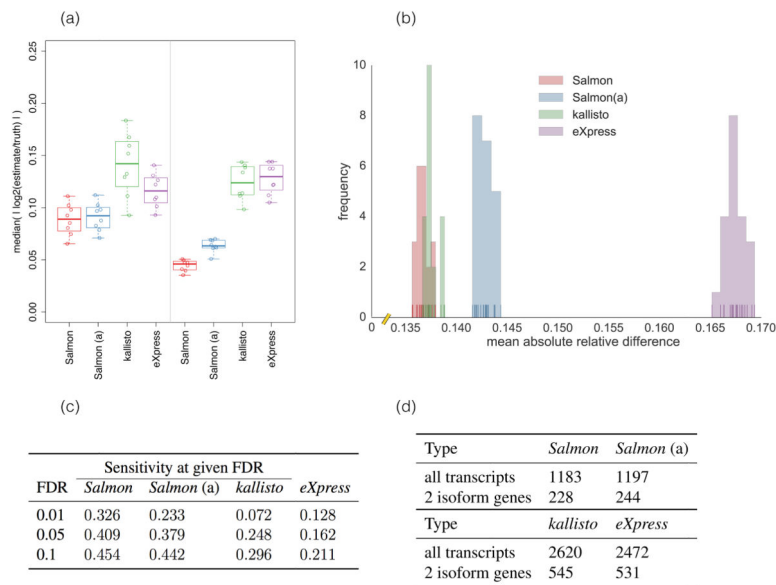 (a)
(b)
median( | log2(estimate/truth) | )
0.25
0.20
0.15
0.10
0.05
0.00
Salmon
Salmon (a)
kallisto
eXpress
Salmon
Salmon (a)
kallisto
eXpress
frequency
10
8
6
4
2
0
Salmon
Salmon(a)
kallisto
eXpress
0 0.135 0.140 0.145 0.150 0.155 0.160 0.165 0.170
mean absolute relative difference
(c)
(d)
Sensitivity at given FDR
FDR Salmon Salmon (a) kallisto eXpress
0.01 0.326 0.233 0.072 0.128
0.05 0.409 0.379 0.248 0.162
0.1 0.454 0.442 0.296 0.211
Type Salmon Salmon (a)
all transcripts 1183 1197
2 isoform genes 228 244
Type kallisto eXpress
all transcripts 2620 2472
2 isoform genes 545 531